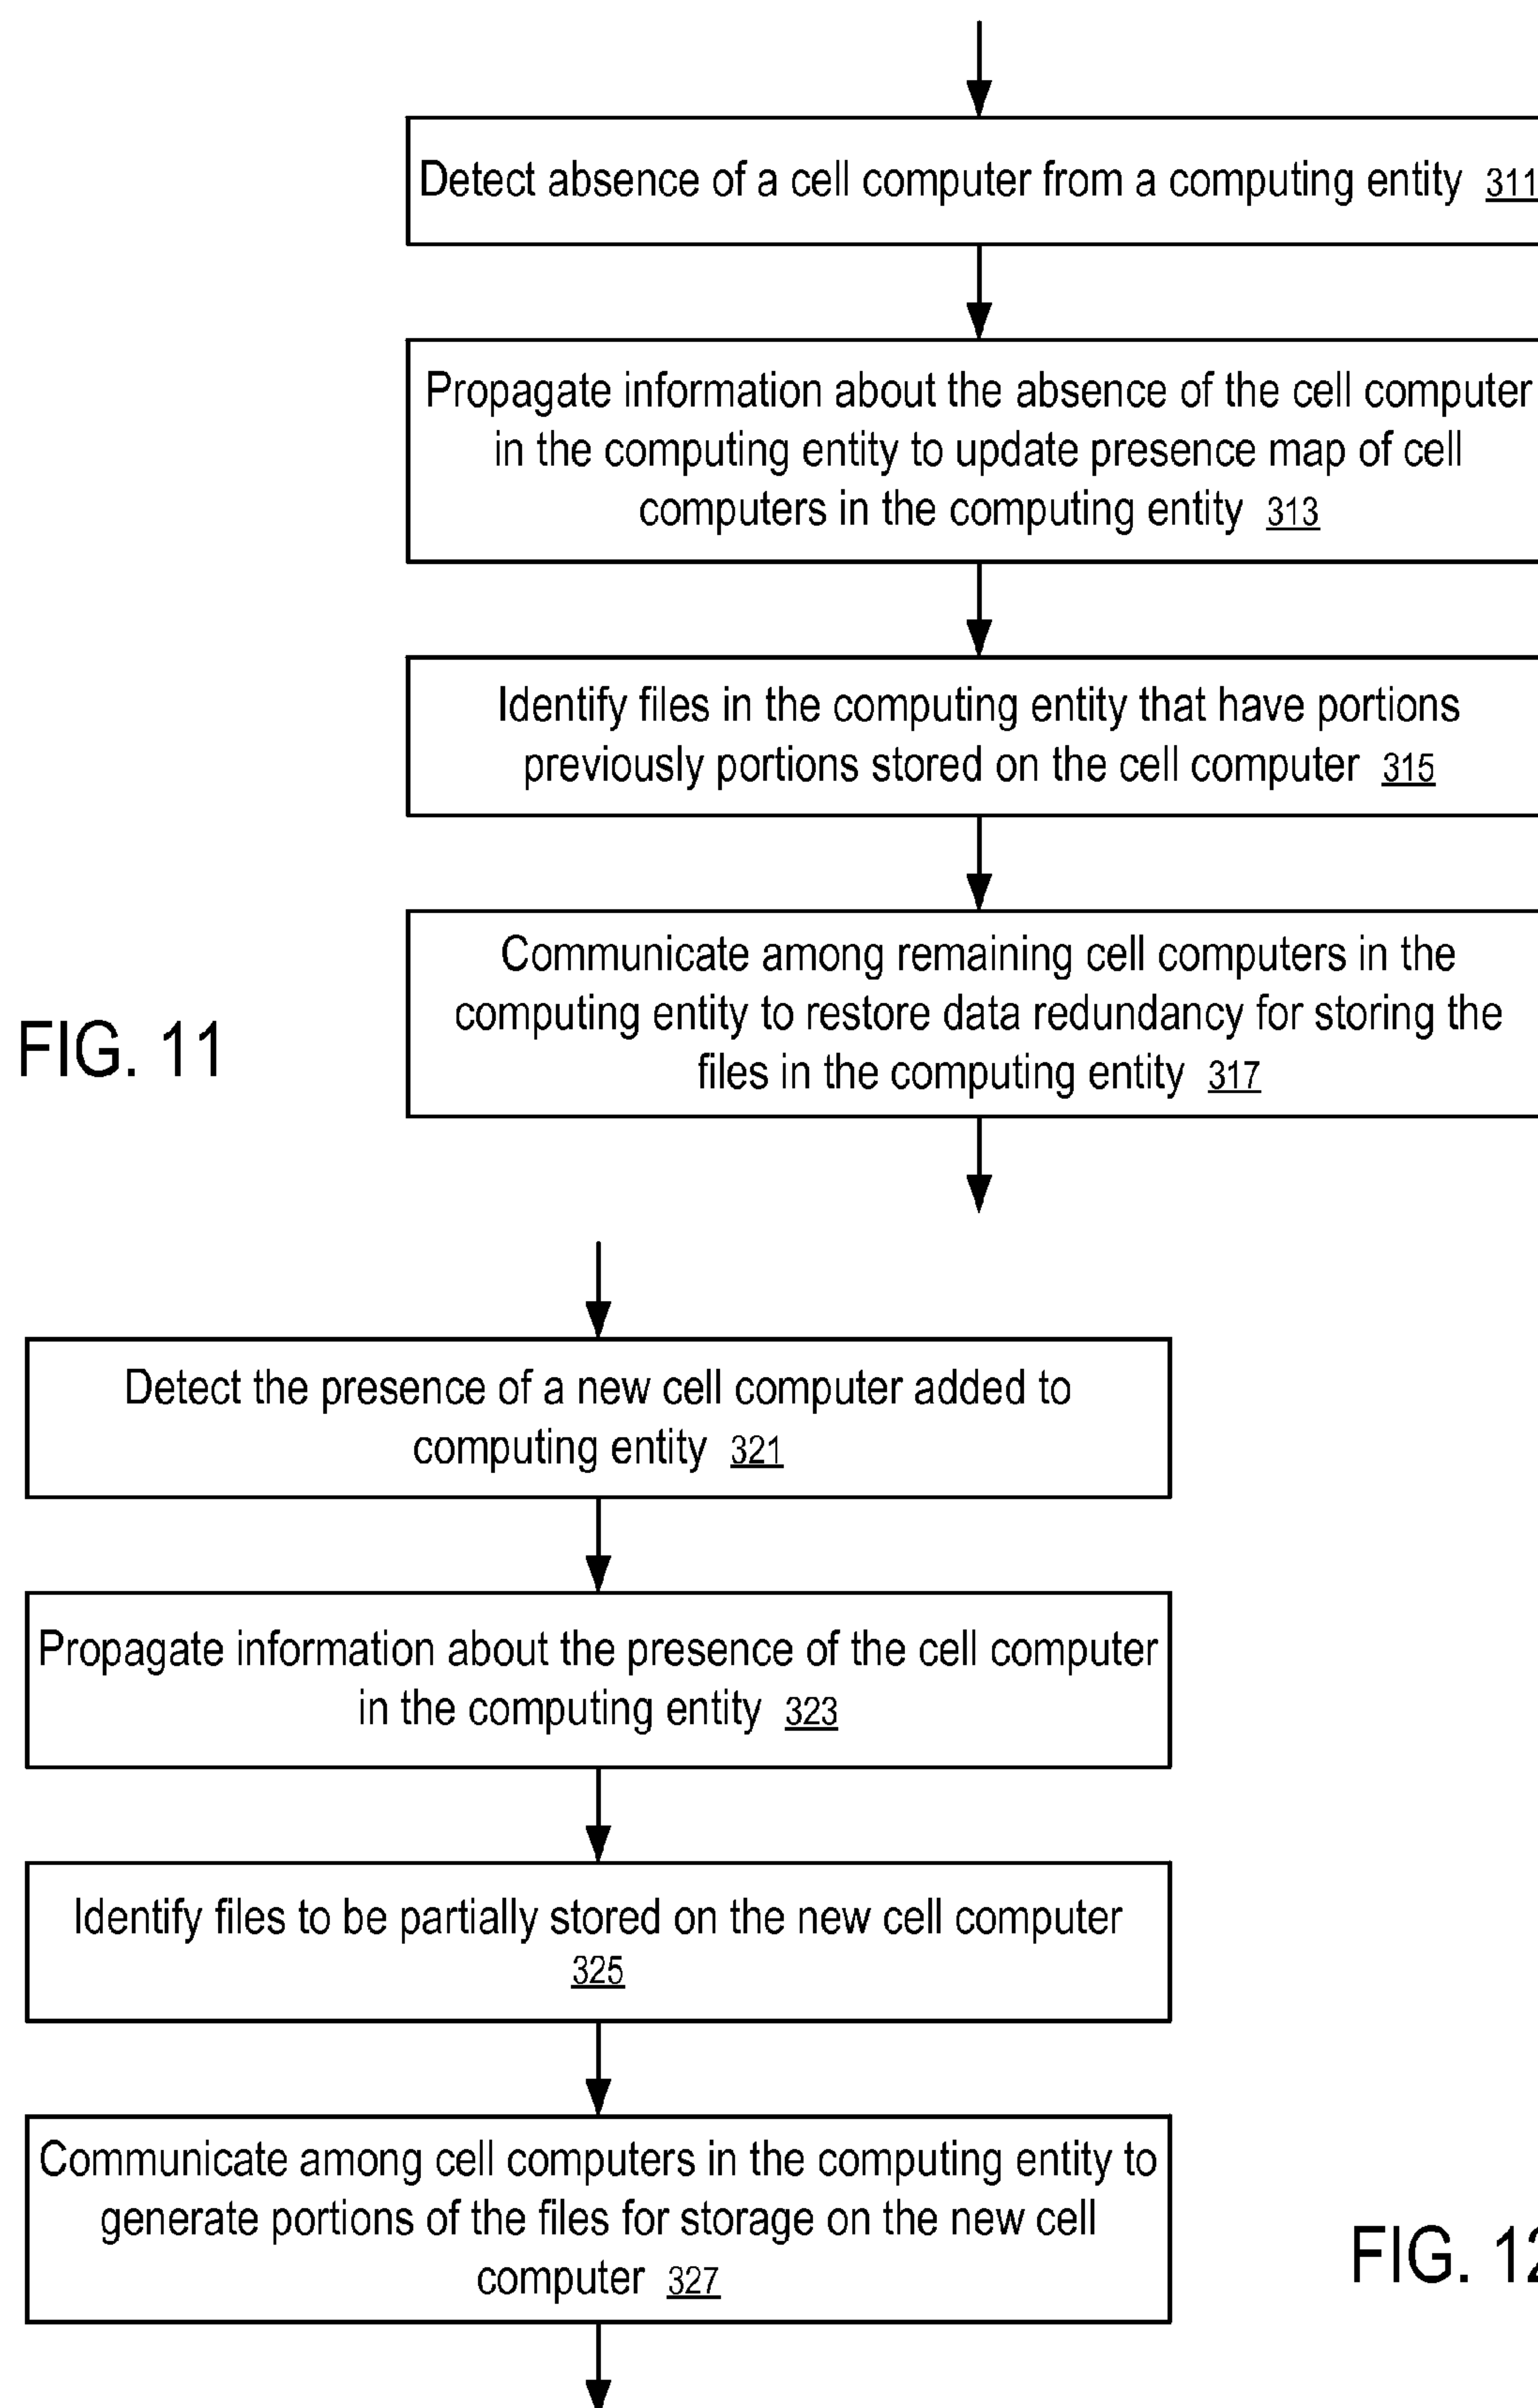 Detect absence of a cell computer from a computing entity 311
Propagate information about the absence of the cell computer
in the computing entity to update presence map of cell
computers in the computing entity 313
Identify files in the computing entity that have portions
previously portions stored on the cell computer 315
Communicate among remaining cell computers in the
computing entity to restore data redundancy for storing the
files in the computing entity 317
FIG. 11
Detect the presence of a new cell computer added to
computing entity 321
Propagate information about the presence of the cell computer
in the computing entity 323
Identify files to be partially stored on the new cell computer
325
Communicate among cell computers in the computing entity to
generate portions of the files for storage on the new cell
computer 327
FIG. 12